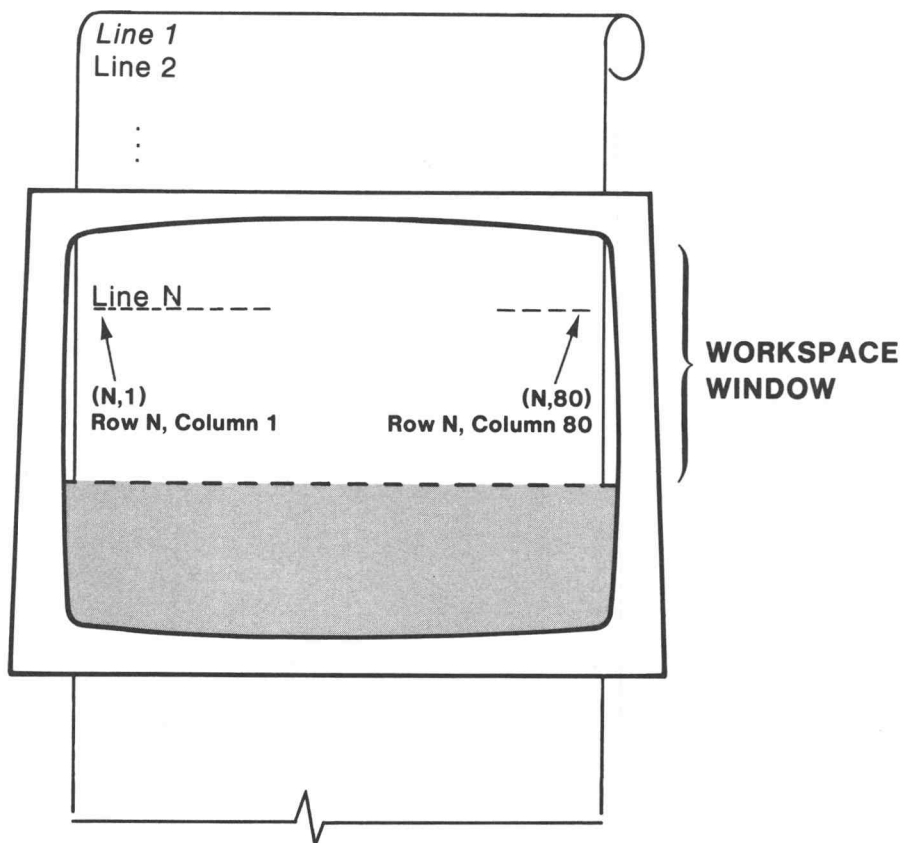 Line 1
Line 2
⋮
Line N
(N,1)
Row N, Column 1
(N,80)
Row N, Column 80
WORKSPACE
WINDOW